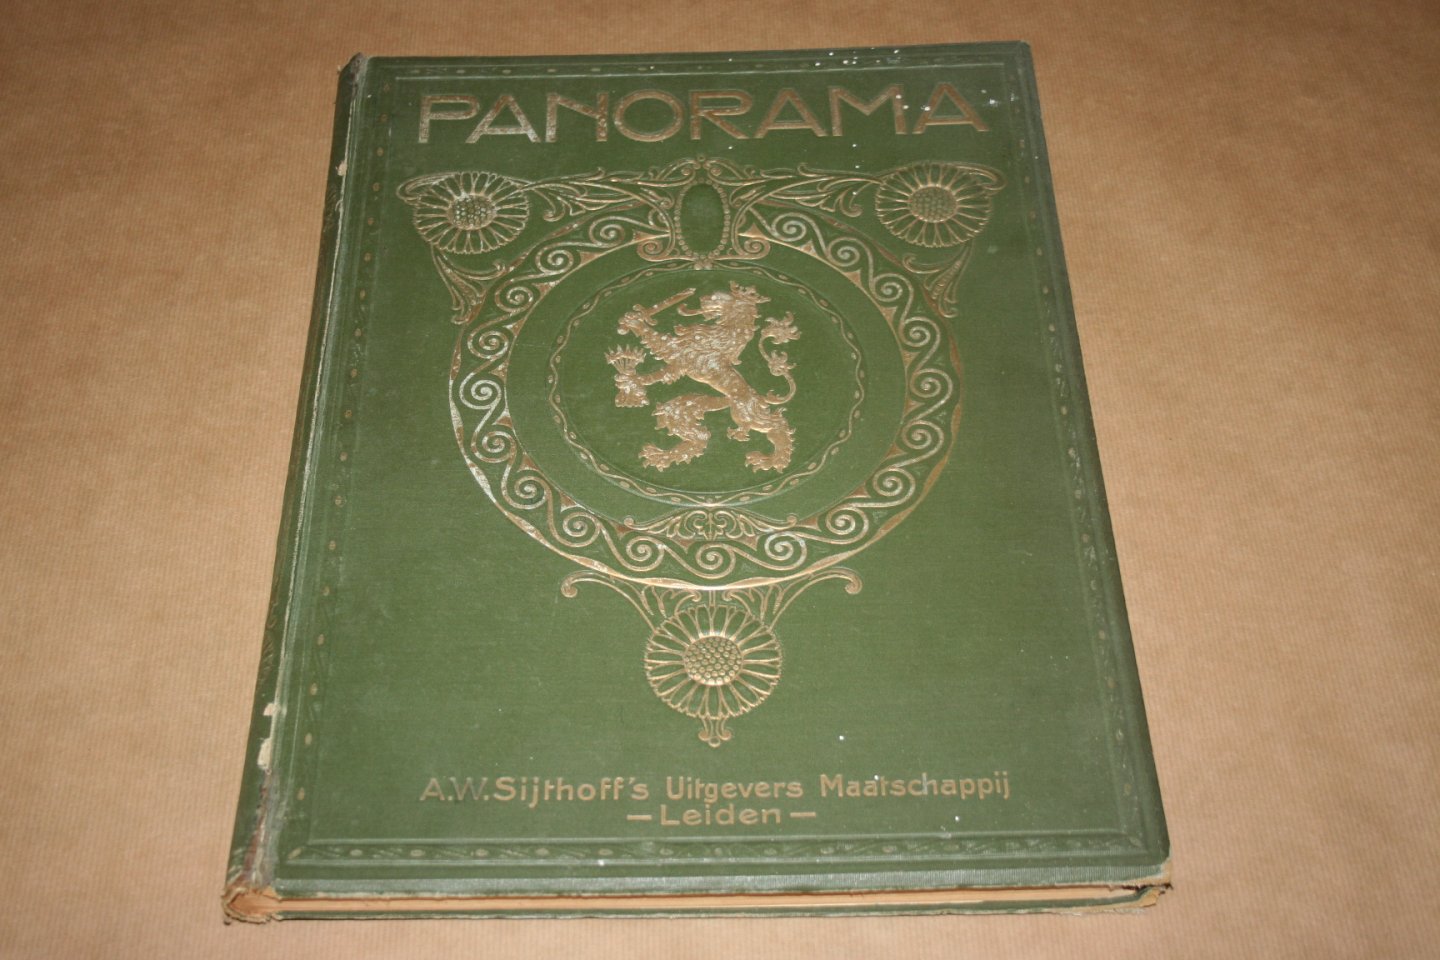 PANORAMA
A.W. Sijthoff's Uitgevers Maatschappij
— Leiden —